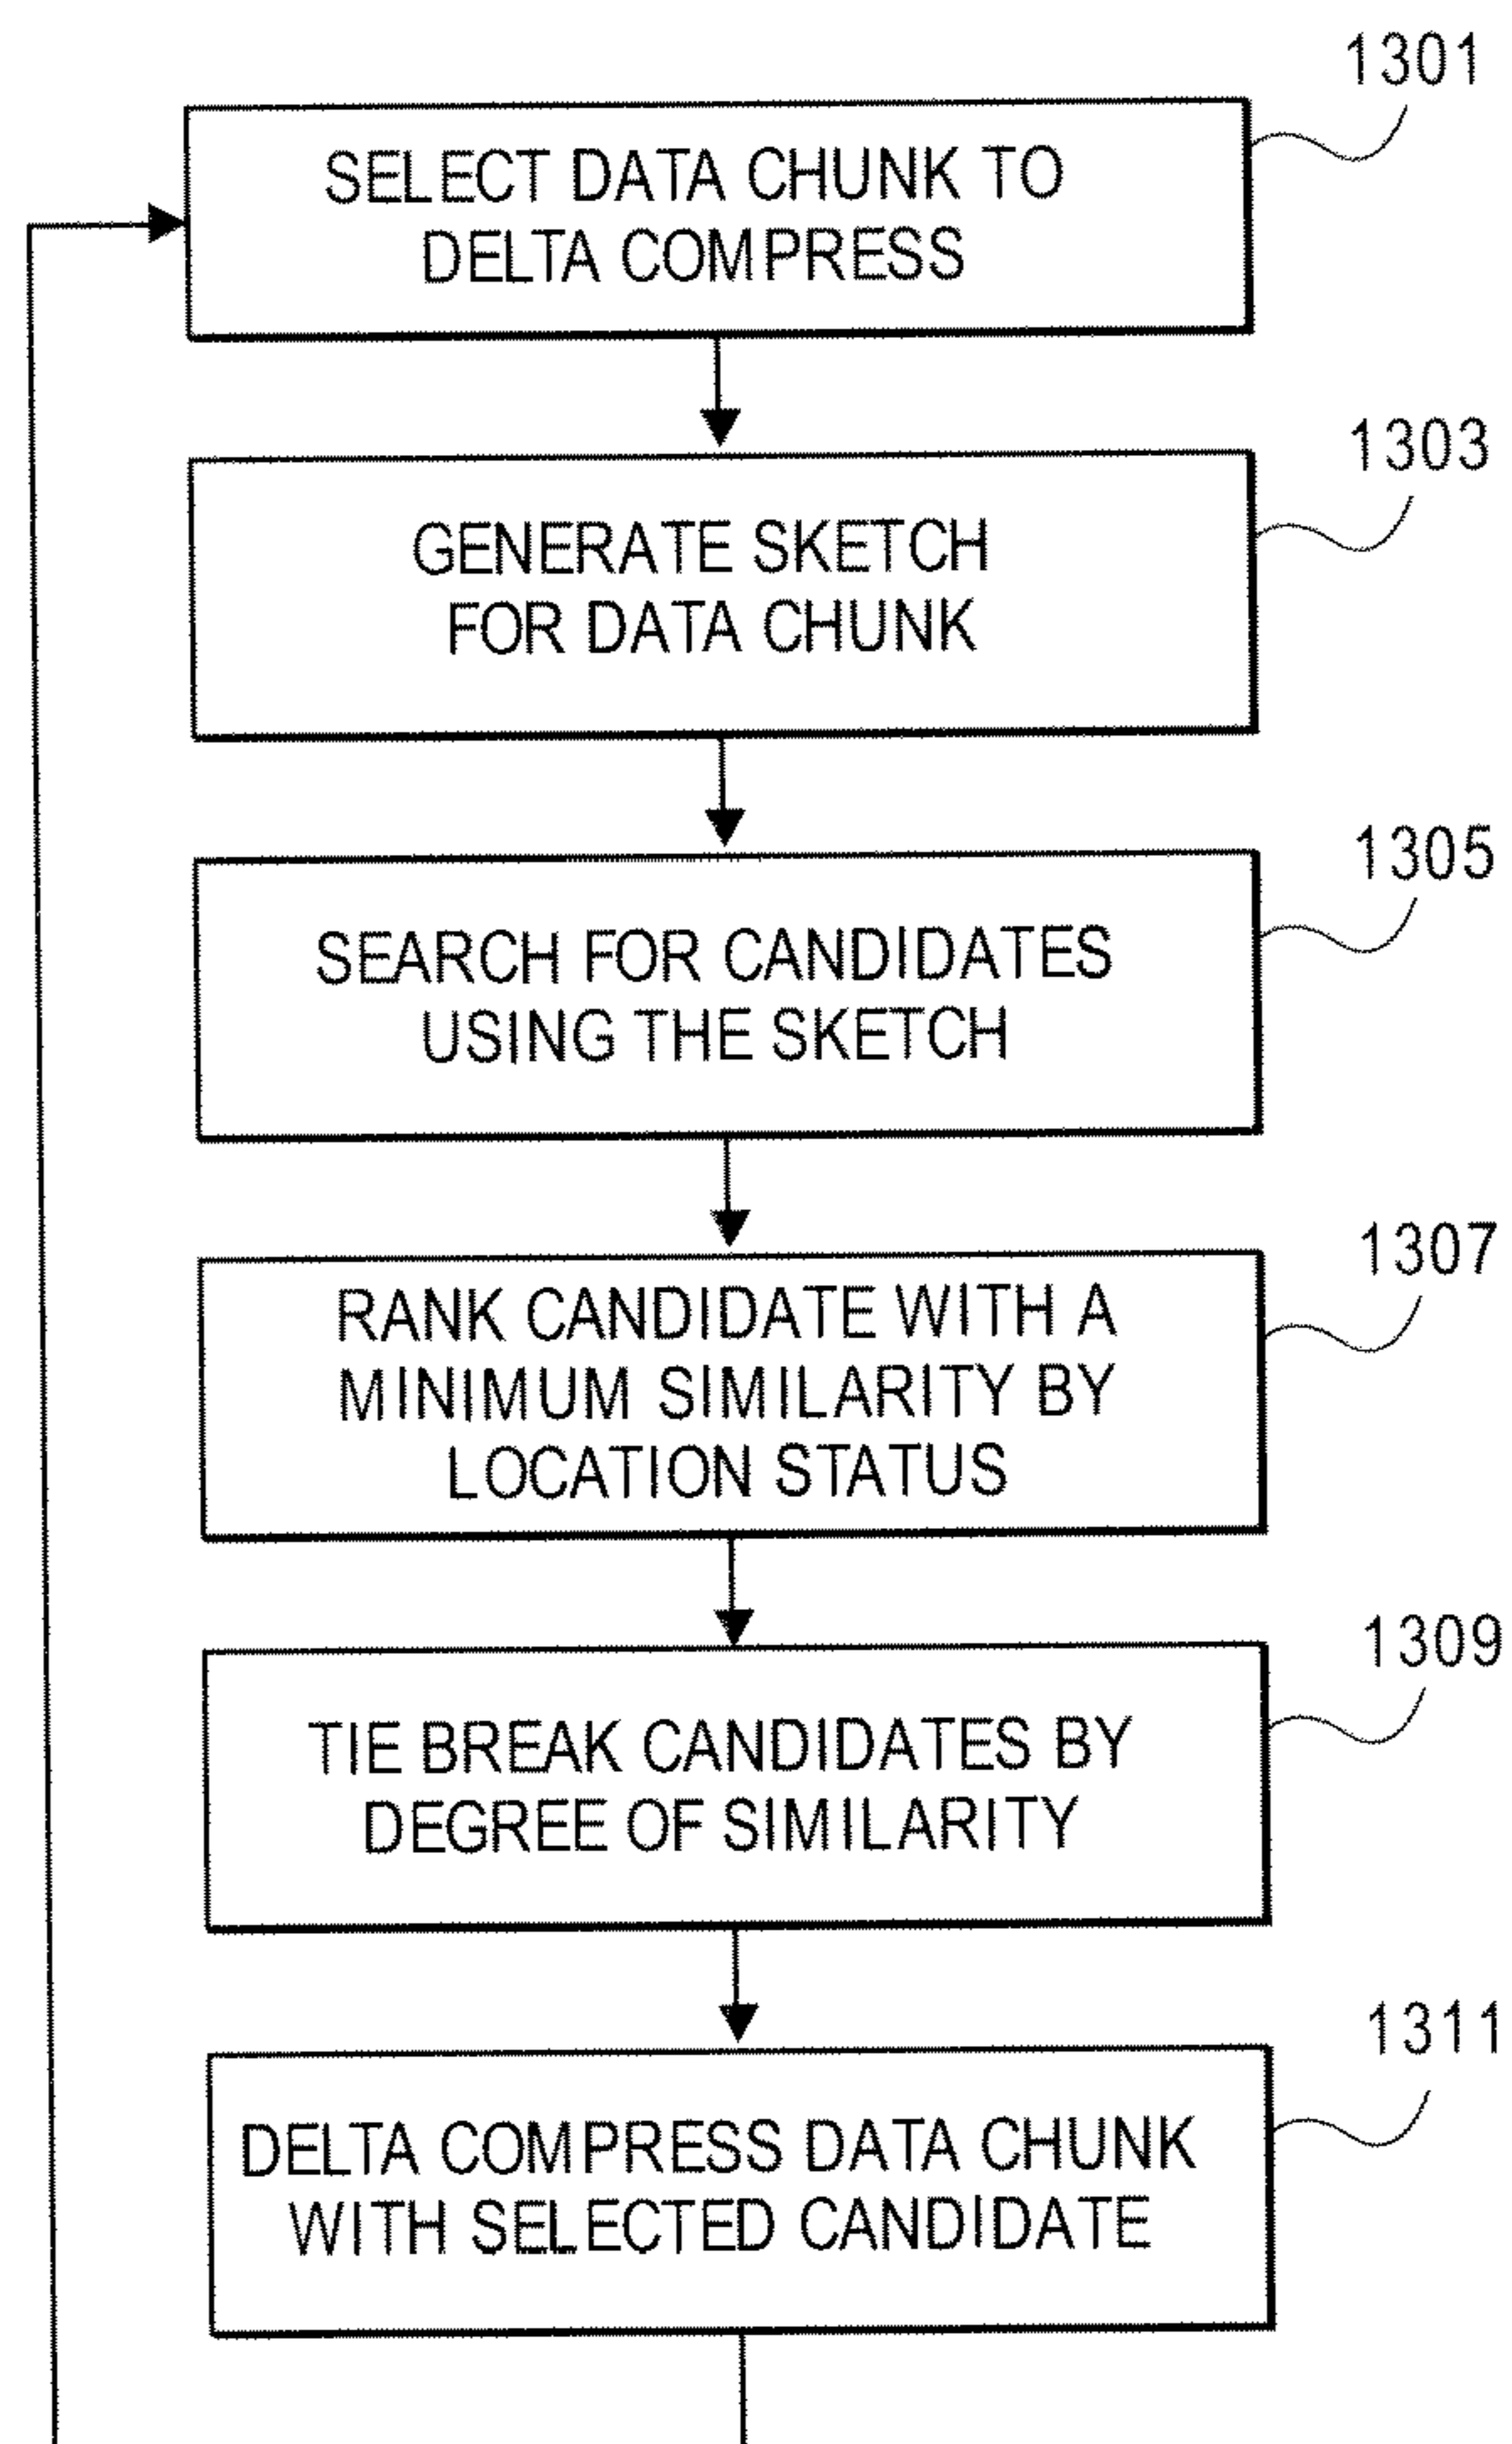 1301
SELECT DATA CHUNK TO
DELTA COMPRESS
1303
GENERATE SKETCH
FOR DATA CHUNK
1305
SEARCH FOR CANDIDATES
USING THE SKETCH
1307
RANK CANDIDATE WITH A
MINIMUM SIMILARITY BY
LOCATION STATUS
1309
TIE BREAK CANDIDATES BY
DEGREE OF SIMILARITY
1311
DELTA COMPRESS DATA CHUNK
WITH SELECTED CANDIDATE